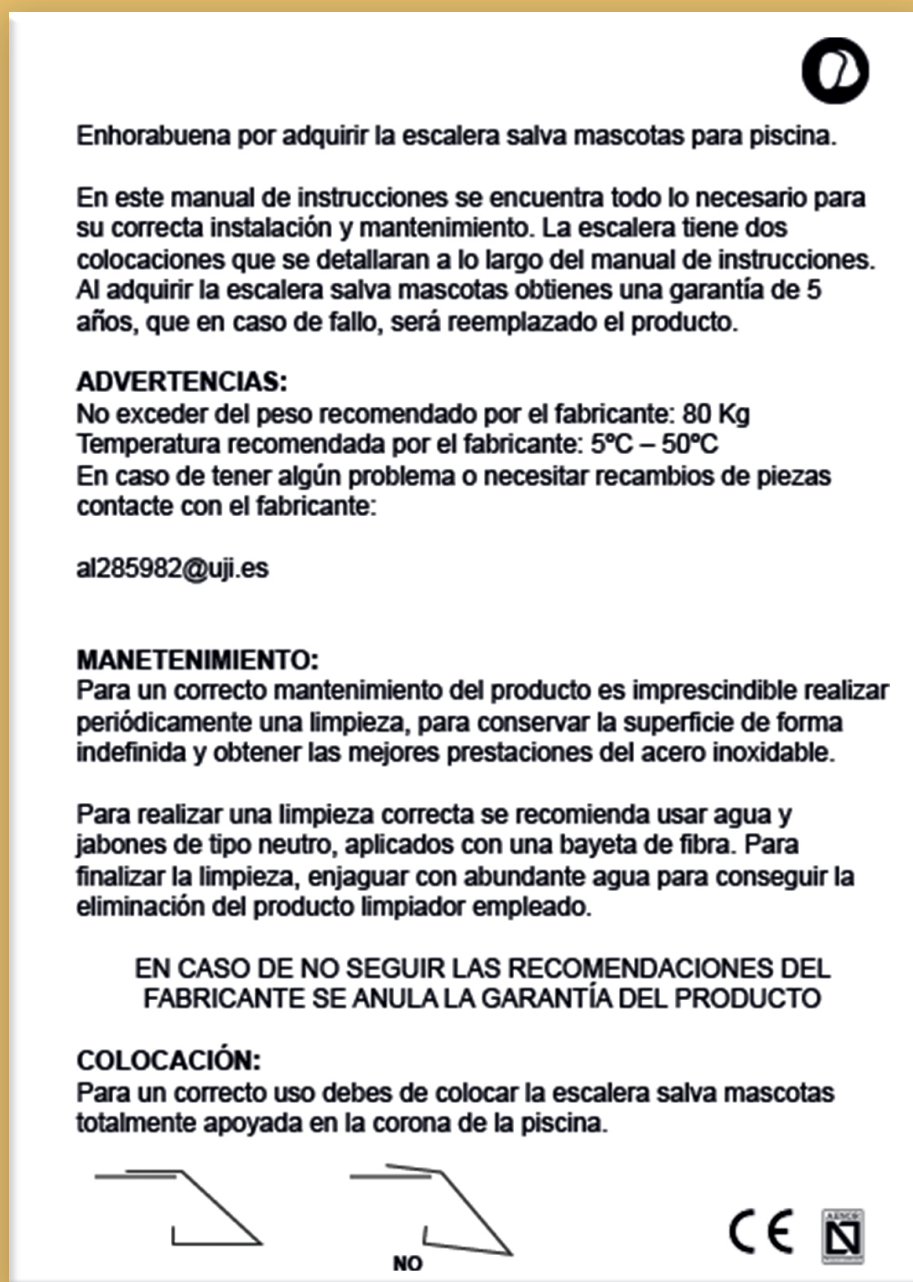 Enhorabuena por adquirir la escalera salva mascotas para piscina.
En este manual de instrucciones se encuentra todo lo necesario para
su correcta instalación y mantenimiento. La escalera tiene dos
colocaciones que se detallaran a lo largo del manual de instrucciones.
Al adquirir la escalera salva mascotas obtienes una garantía de 5
años, que en caso de fallo, será reemplazado el producto.
ADVERTENCIAS:
No exceder del peso recomendado por el fabricante: 80 Kg
Temperatura recomendada por el fabricante: 5ºC – 50ºC
En caso de tener algún problema o necesitar recambios de piezas
contacte con el fabricante:
al285982@uji.es
MANETENIMIENTO:
Para un correcto mantenimiento del producto es imprescindible realizar
periódicamente una limpieza, para conservar la superficie de forma
indefinida y obtener las mejores prestaciones del acero inoxidable.
Para realizar una limpieza correcta se recomienda usar agua y
jabones de tipo neutro, aplicados con una bayeta de fibra. Para
finalizar la limpieza, enjaguar con abundante agua para conseguir la
eliminación del producto limpiador empleado.
EN CASO DE NO SEGUIR LAS RECOMENDACIONES DEL
FABRICANTE SE ANULA LA GARANTÍA DEL PRODUCTO
COLOCACIÓN:
Para un correcto uso debes de colocar la escalera salva mascotas
totalmente apoyada en la corona de la piscina.
NO
CE
AENOR
N